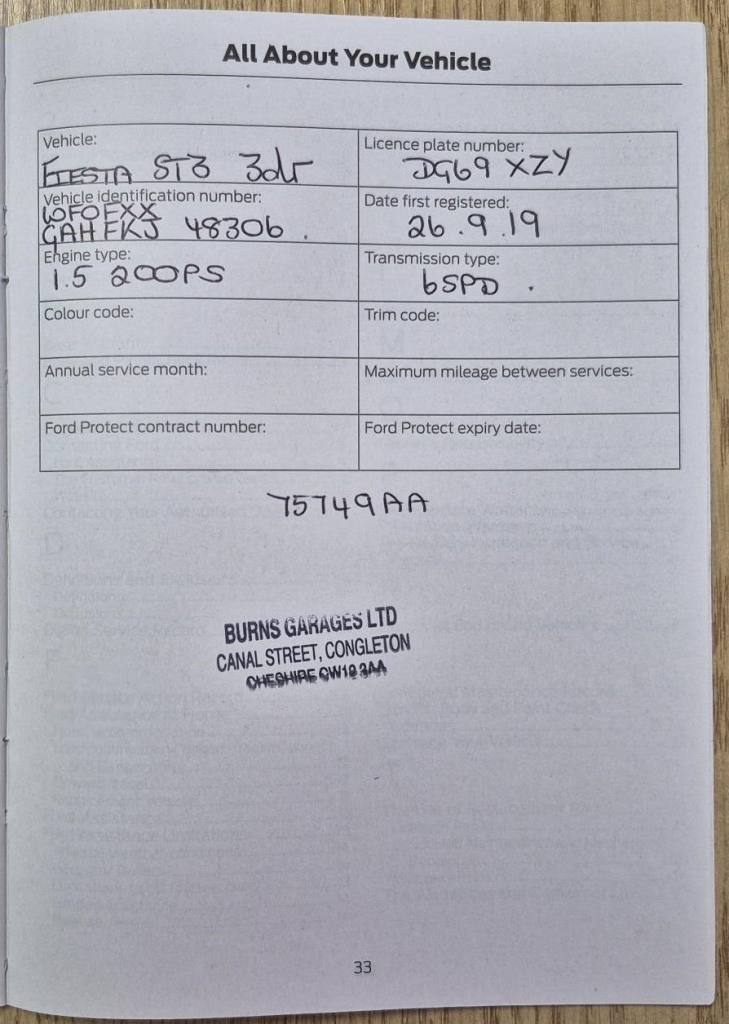 All About Your Vehicle
Vehicle:
FIESTA ST3 3dr
Licence plate number:
DG69 XZY
Vehicle identification number:
WFOFXX
GAHFKJ 48306.
Date first registered:
26.9.19
Engine type:
1.5 200PS
Transmission type:
6SPD.
Colour code:
Trim code:
Annual service month:
Maximum mileage between services:
Ford Protect contract number:
Ford Protect expiry date:
75749AA
BURNS GARAGES LTD
CANAL STREET, CONGLETON
CHESHIRE CW12 3AA
33